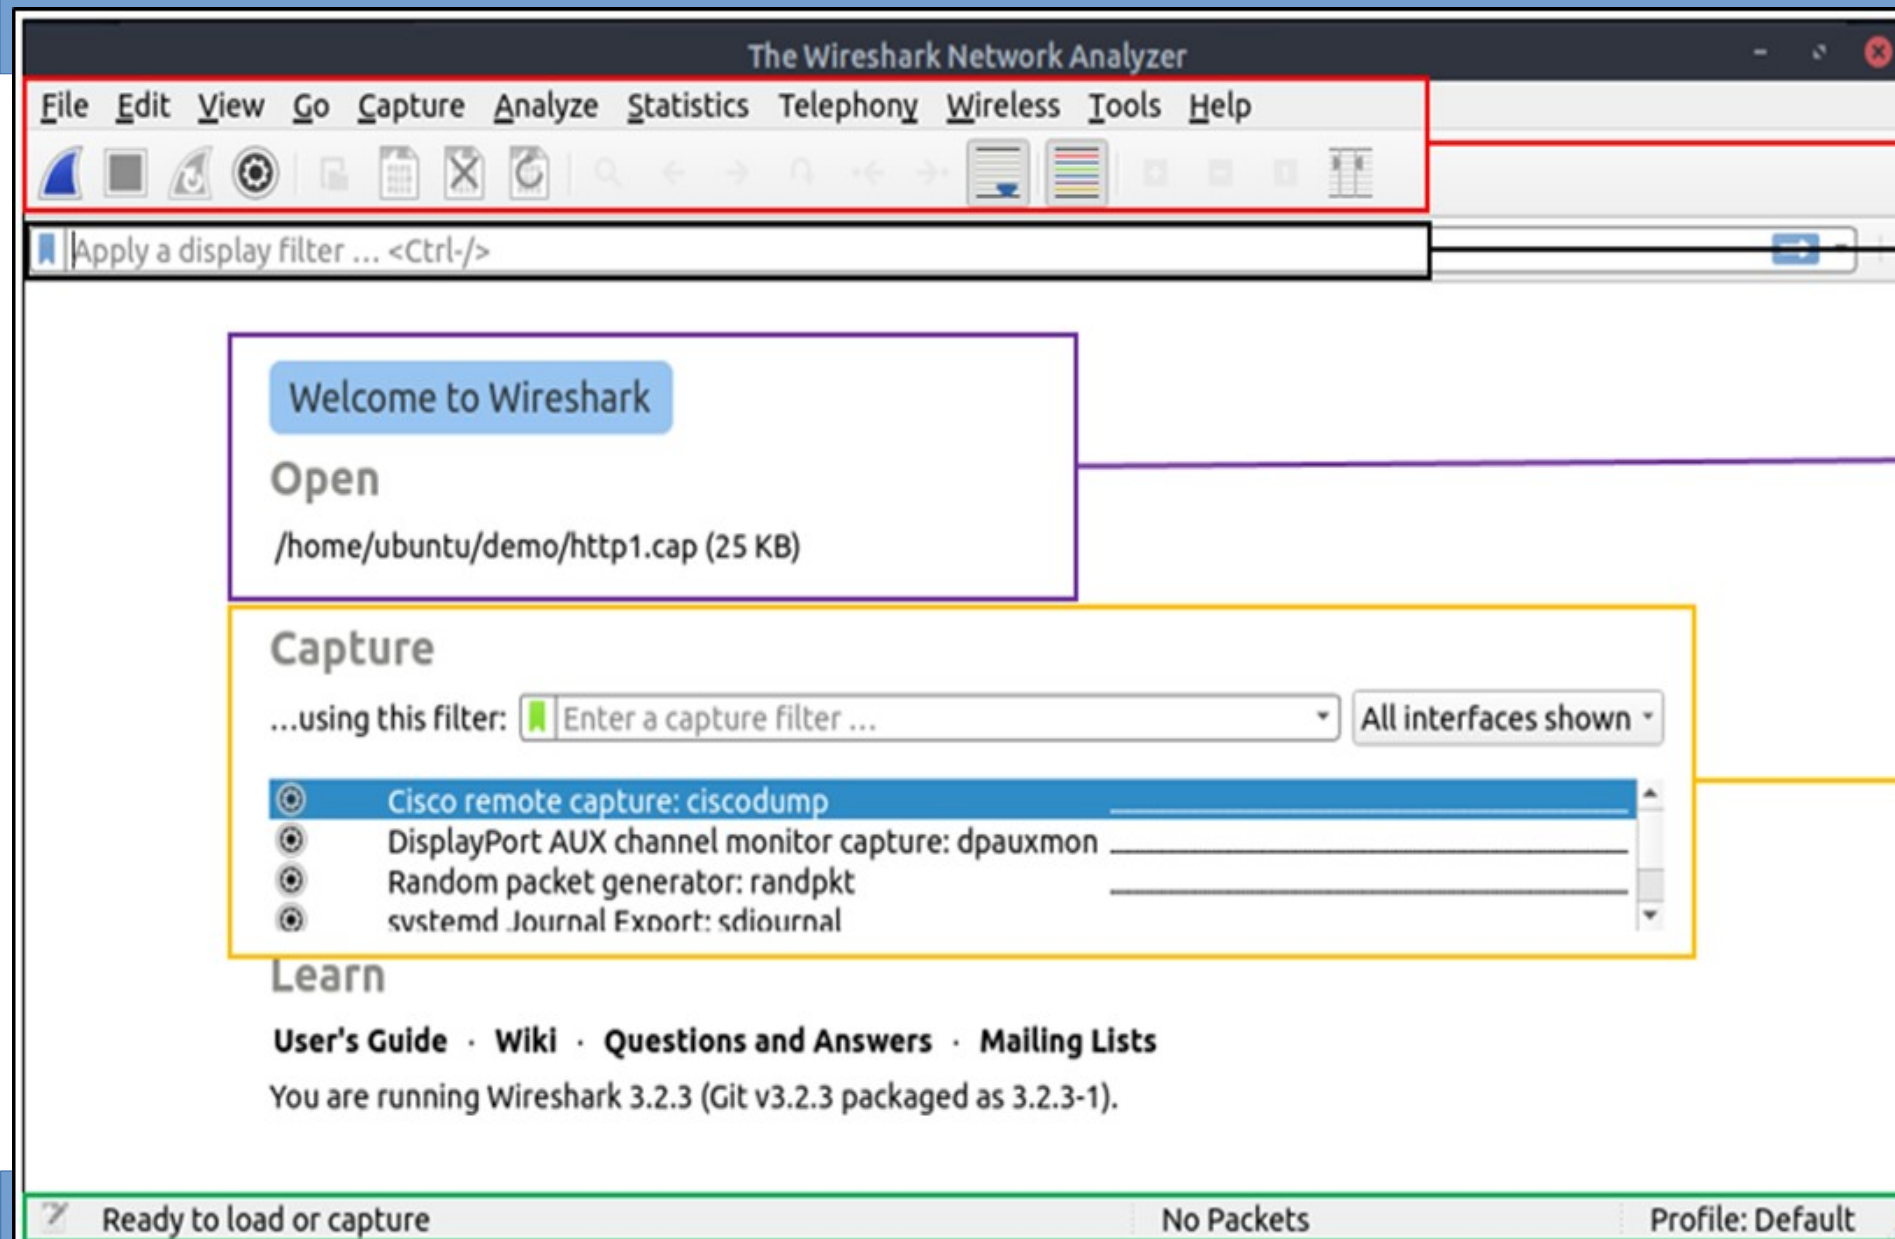 The Wireshark Network Analyzer
File Edit View Go Capture Analyze Statistics Telephony Wireless Tools Help
Apply a display filter ... <Ctrl-/>
Welcome to Wireshark
Open
/home/ubuntu/demo/http1.cap (25 KB)
Capture
...using this filter: Enter a capture filter ... All interfaces shown
Cisco remote capture: ciscodump
DisplayPort AUX channel monitor capture: dpauxmon
Random packet generator: randpkt
systemd Journal Export: sdjournal
Learn
User's Guide · Wiki · Questions and Answers · Mailing Lists
You are running Wireshark 3.2.3 (Git v3.2.3 packaged as 3.2.3-1).
Ready to load or capture No Packets Profile: Default